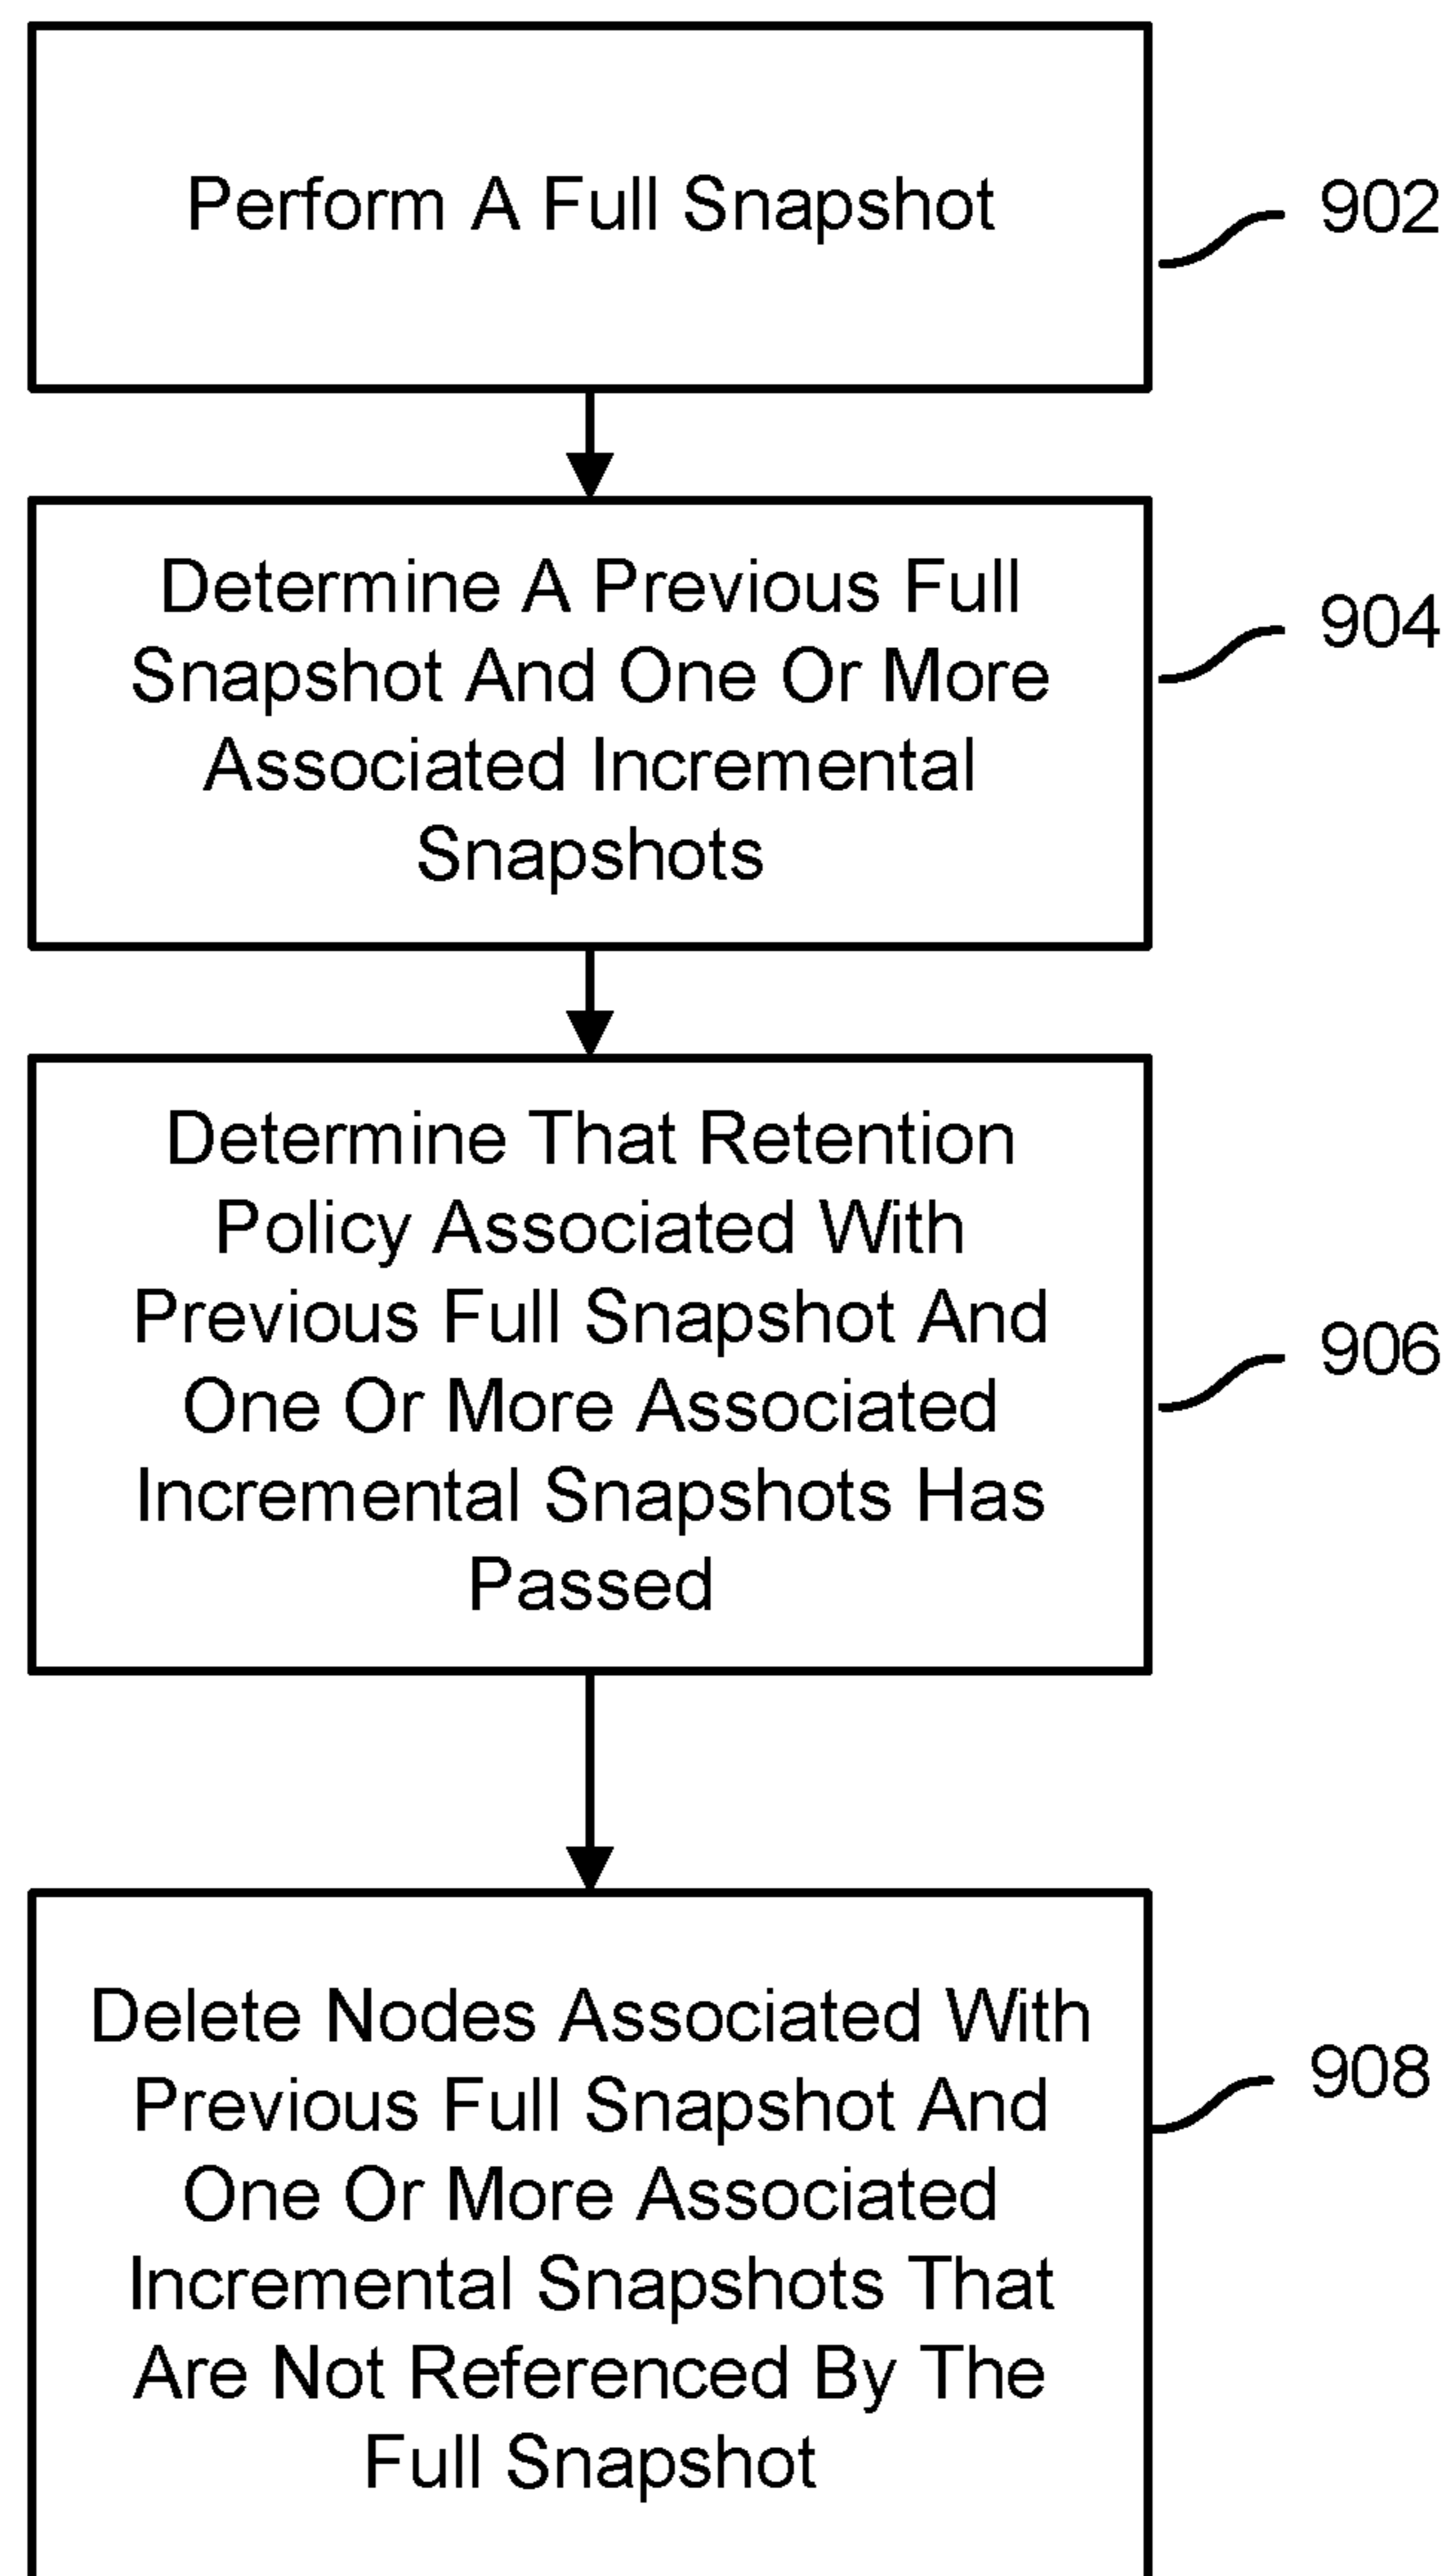 Perform A Full Snapshot
902
Determine A Previous Full
Snapshot And One Or More
Associated Incremental
Snapshots
904
Determine That Retention
Policy Associated With
Previous Full Snapshot And
One Or More Associated
Incremental Snapshots Has
Passed
906
Delete Nodes Associated With
Previous Full Snapshot And
One Or More Associated
Incremental Snapshots That
Are Not Referenced By The
Full Snapshot
908